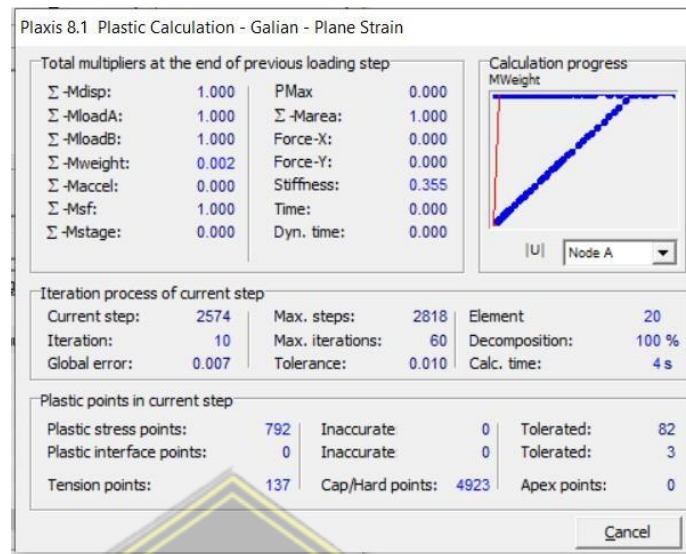 Plaxis 8.1 Plastic Calculation - Galian - Plane Strain
Total multipliers at the end of previous loading step
Σ -Mdisp: 1.000 PMax 0.000
Σ -MloadA: 1.000 Σ -Marea: 1.000
Σ -MloadB: 1.000 Force-X: 0.000
Σ -Mweight: 0.002 Force-Y: 0.000
Σ -Maccel: 0.000 Stiffness: 0.355
Σ -Msf: 1.000 Time: 0.000
Σ -Mstage: 0.000 Dyn. time: 0.000
Calculation progress
MWeight
|U| Node A
Iteration process of current step
Current step: 2574 Max. steps: 2818 Element 20
Iteration: 10 Max. iterations: 60 Decomposition: 100 %
Global error: 0.007 Tolerance: 0.010 Calc. time: 4 s
Plastic points in current step
Plastic stress points: 792 Inaccurate 0 Tolerated: 82
Plastic interface points: 0 Inaccurate 0 Tolerated: 3
Tension points: 137 Cap/Hard points: 4923 Apex points: 0
Cancel